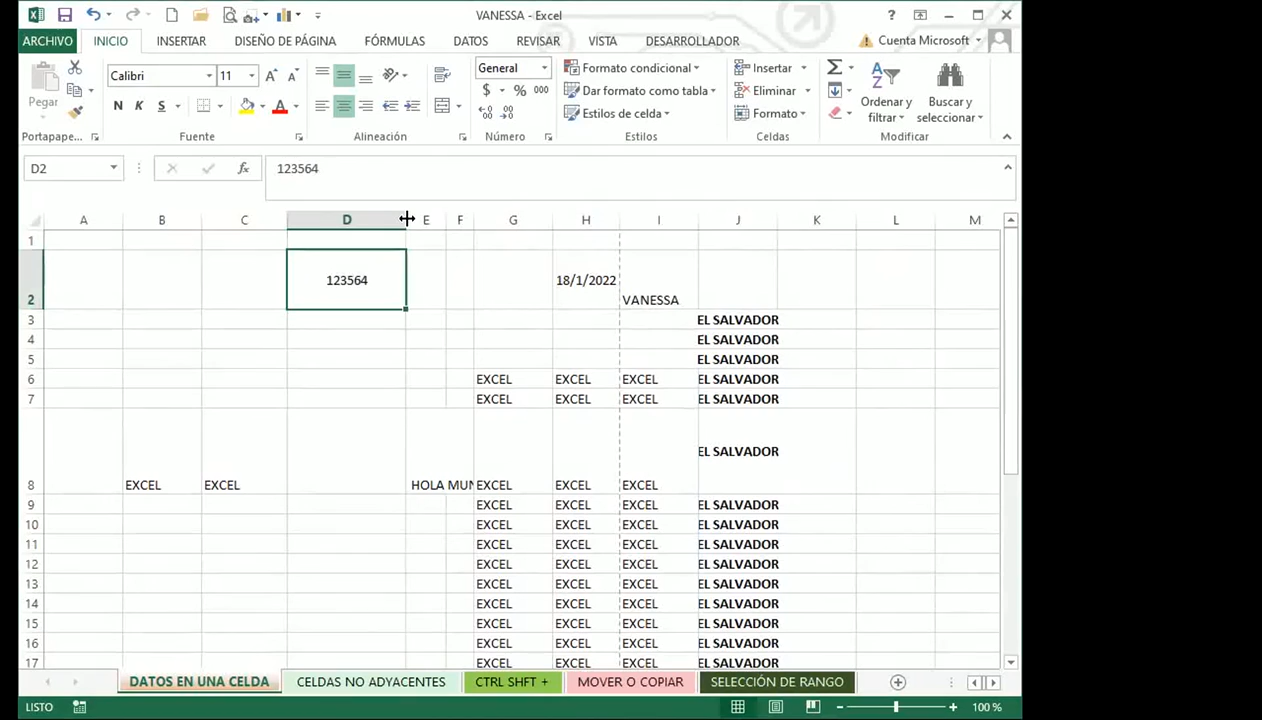 VANESSA - Excel
ARCHIVO INICIO INSERTAR DISEÑO DE PÁGINA FÓRMULAS DATOS REVISAR VISTA DESARROLLADOR Cuenta Microsoft
Calibri 11 General Formato condicional Insertar
Pegar Dar formato como tabla Eliminar Ordenar y filtrar Buscar y seleccionar
N K S Estilos de celda Formato
Portapape... Fuente Alineación Número Estilos Celdas Modificar
D2 fx 123564
A B C D E F G H I J K L M
1
2 123564 18/1/2022 VANESSA
3 EL SALVADOR
4 EL SALVADOR
5 EL SALVADOR
6 EXCEL EXCEL EXCEL EL SALVADOR
7 EXCEL EXCEL EXCEL EL SALVADOR
EL SALVADOR
8 EXCEL EXCEL HOLA MUN EXCEL EXCEL EXCEL
9 EXCEL EXCEL EXCEL EL SALVADOR
10 EXCEL EXCEL EXCEL EL SALVADOR
11 EXCEL EXCEL EXCEL EL SALVADOR
12 EXCEL EXCEL EXCEL EL SALVADOR
13 EXCEL EXCEL EXCEL EL SALVADOR
14 EXCEL EXCEL EXCEL EL SALVADOR
15 EXCEL EXCEL EXCEL EL SALVADOR
16 EXCEL EXCEL EXCEL EL SALVADOR
17 EXCEL EXCEL EXCEL EL SALVADOR
DATOS EN UNA CELDA CELDAS NO ADYACENTES CTRL SHFT + MOVER O COPIAR SELECCIÓN DE RANGO
LISTO 100 %